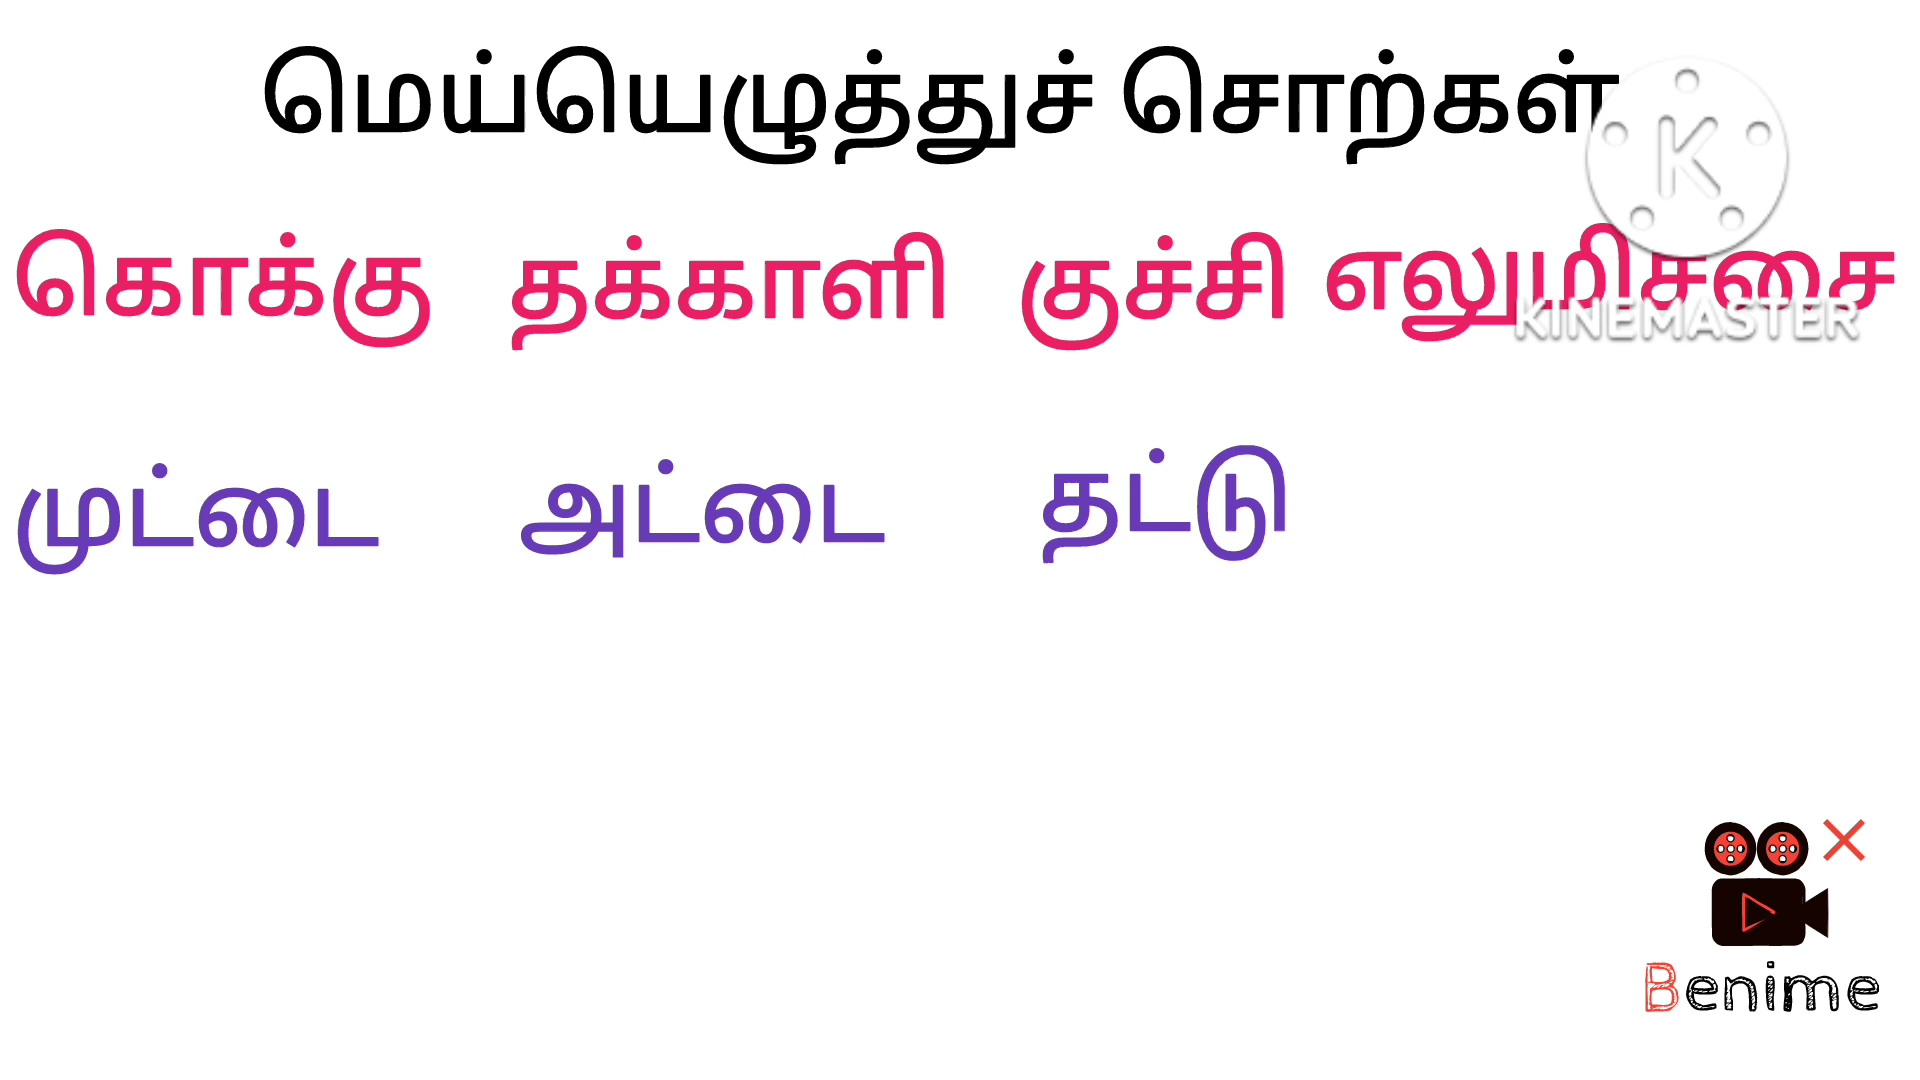 மெய்யெழுத்துச் சொற்கள்
கொக்கு தக்காளி குச்சி எலுமிச்சை
KINEMASTER
முட்டை அட்டை தட்டு
Benime